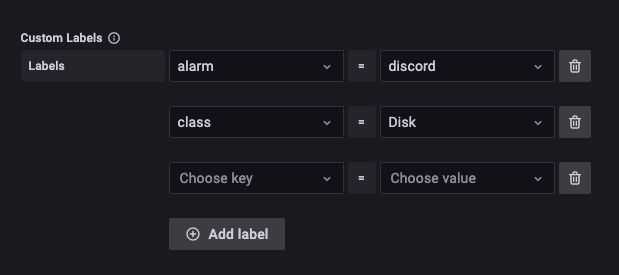 Custom Labels
Labels
alarm = discord
class = Disk
Choose key = Choose value
Add label